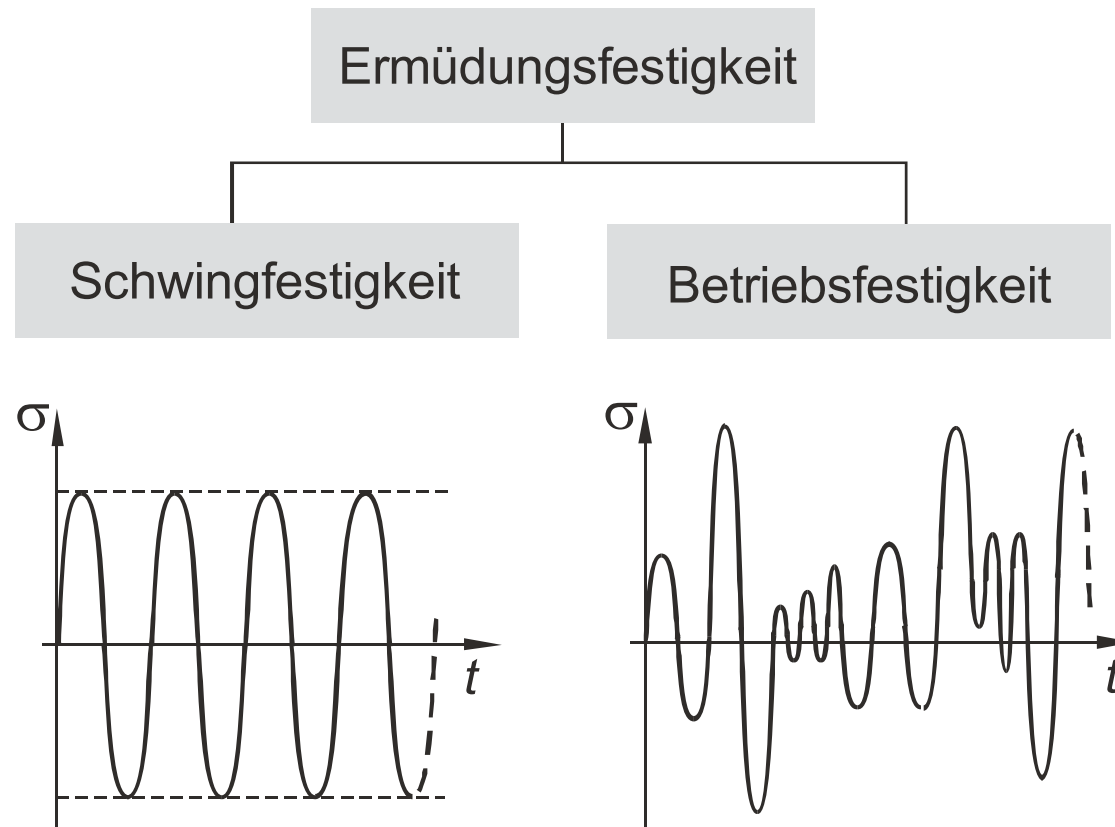 Ermüdungsfestigkeit
Schwingfestigkeit
Betriebsfestigkeit
σ
t
σ
t